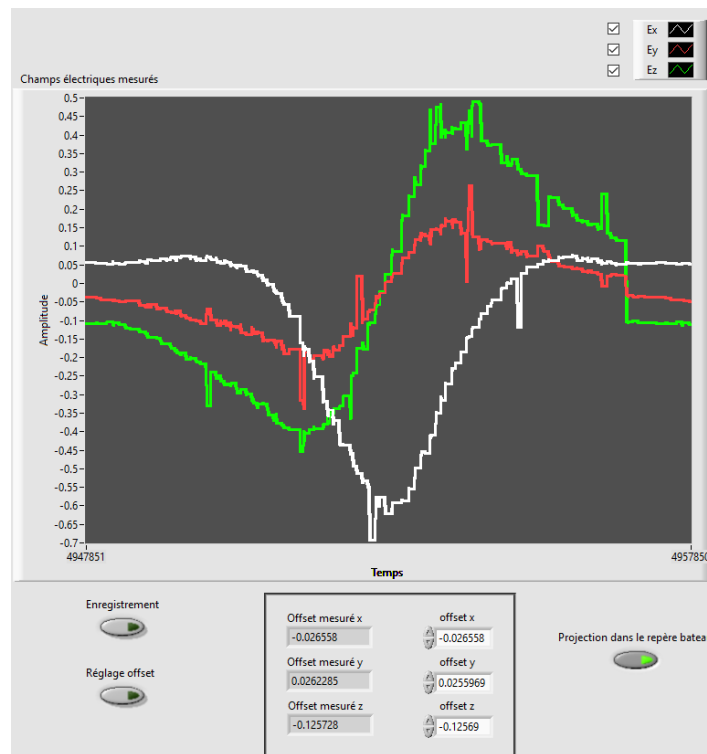 Ex
Ey
Ez
Champs électriques mesurés
0.5
0.45
0.4
0.35
0.3
0.25
0.2
0.15
0.1
0.05
0
-0.05
-0.1
-0.15
-0.2
-0.25
-0.3
-0.35
-0.4
-0.45
-0.5
-0.55
-0.6
-0.65
-0.7
Amplitude
4947851
4957850
Temps
Enregistrement
Réglage offset
Offset mesuré x
offset x
-0.026558
-0.026558
Offset mesuré y
offset y
0.0262285
0.0255969
Offset mesuré z
offset z
-0.125728
-0.12569
Projection dans le repère batea